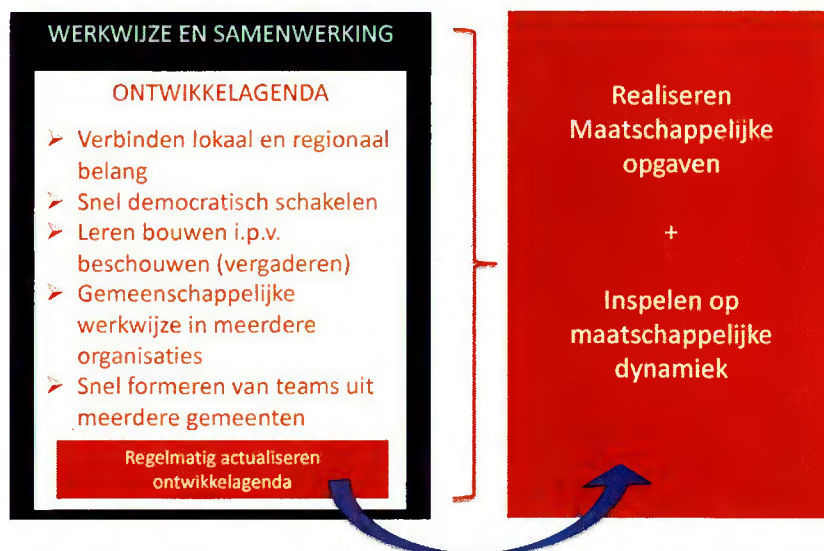 WERKWIJZE EN SAMENWERKING
ONTWIKKELAGENDA
➢ Verbinden lokaal en regionaal
belang
➢ Snel democratisch schakelen
➢ Leren bouwen i.p.v.
beschouwen (vergaderen)
➢ Gemeenschappelijke
werkwijze in meerdere
organisaties
➢ Snel formeren van teams uit
meerdere gemeenten
Regelmatig actualiseren
ontwikkelagenda
Realiseren
Maatschappelijke
opgaven
+
Inspelen op
maatschappelijke
dynamiek